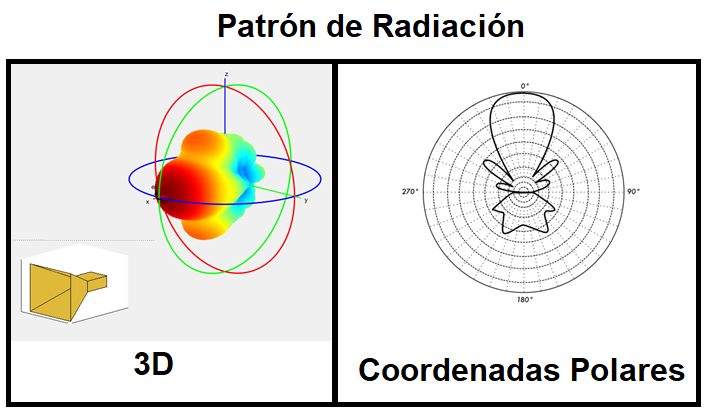 Patrón de Radiación
z
x
y
3D
0°
270°
90°
180°
Coordenadas Polares